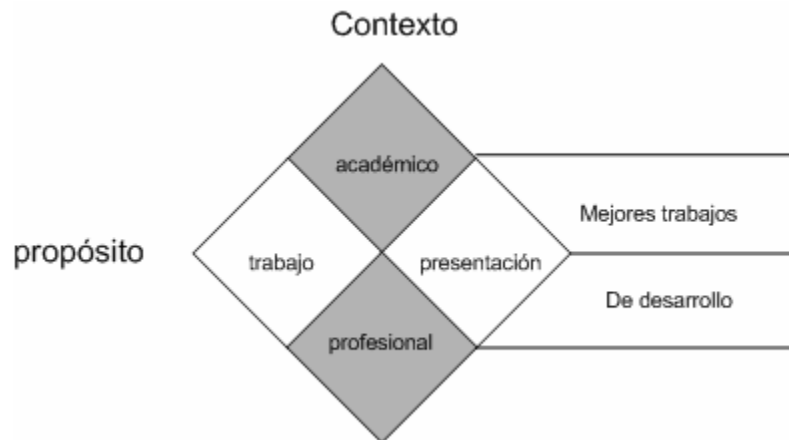 Contexto
académico
Mejores trabajos
propósito
trabajo
presentación
De desarrollo
profesional